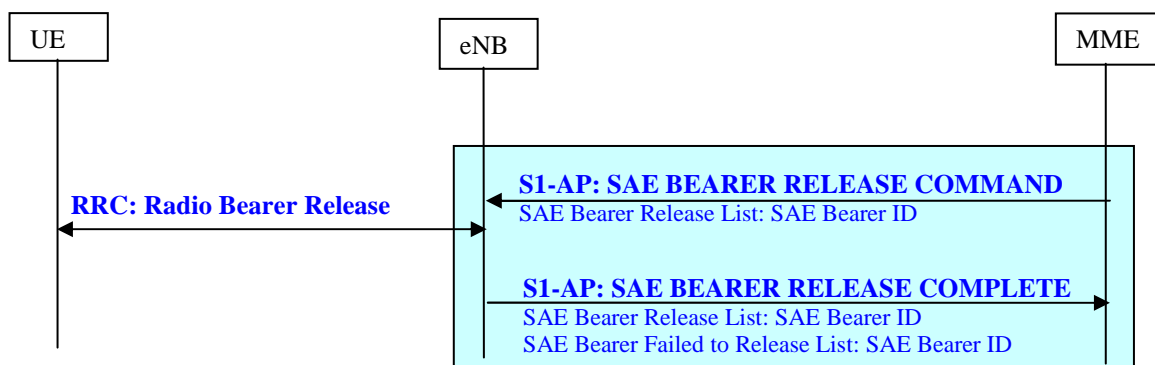 UE
eNB
MME
S1-AP: SAE BEARER RELEASE COMMAND
SAE Bearer Release List: SAE Bearer ID
RRC: Radio Bearer Release
S1-AP: SAE BEARER RELEASE COMPLETE
SAE Bearer Release List: SAE Bearer ID
SAE Bearer Failed to Release List: SAE Bearer ID